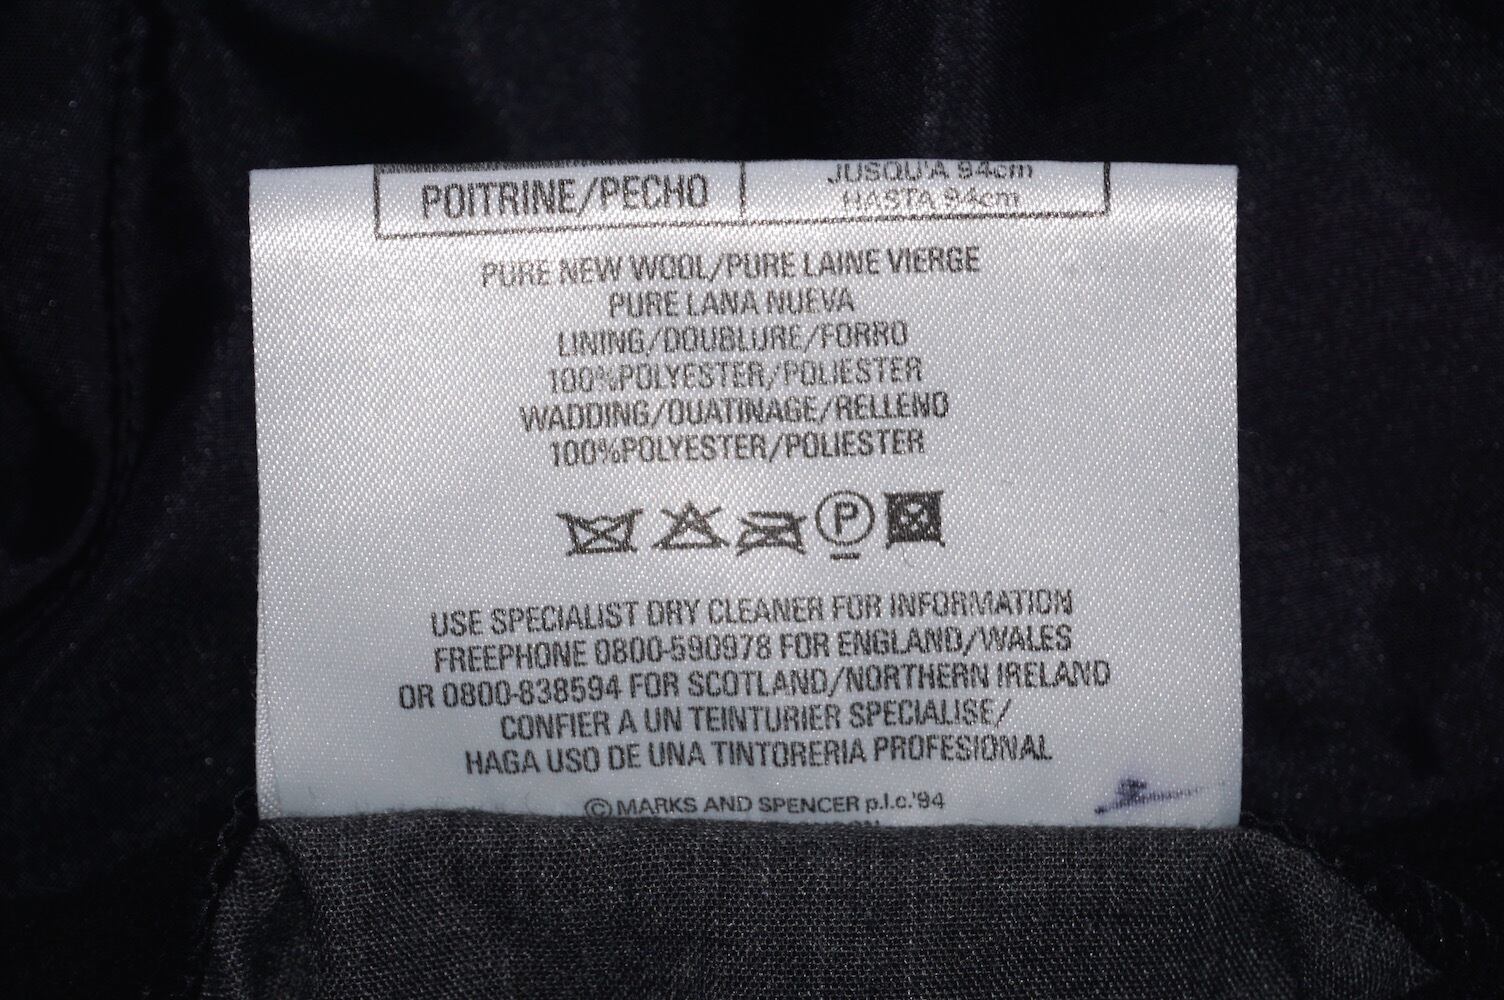 POITRINE/PECHO
JUSQU'A 94cm
HASTA 94cm
PURE NEW WOOL/PURE LAINE VIERGE
PURE LANA NUEVA
LINING/DOUBLURE/FORRO
100%POLYESTER/POLIESTER
WADDING/OUATINAGE/RELLENO
100%POLYESTER/POLIESTER
P
USE SPECIALIST DRY CLEANER FOR INFORMATION
FREEPHONE 0800-590978 FOR ENGLAND/WALES
OR 0800-838594 FOR SCOTLAND/NORTHERN IRELAND
CONFIER A UN TEINTURIER SPECIALISE/
HAGA USO DE UNA TINTORERIA PROFESIONAL
©MARKS AND SPENCER p.l.c.'94